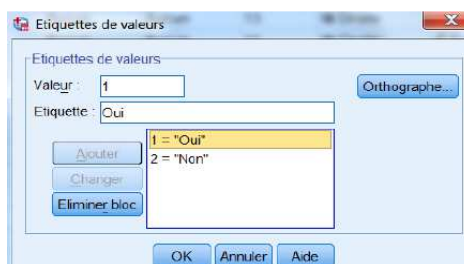 Etiquettes de valeurs
Etiquettes de valeurs
Valeur : 1
Orthographe...
Etiquette : Oui
Ajouter
1 = "Oui"
2 = "Non"
Changer
Eliminer bloc
OK Annuler Aide